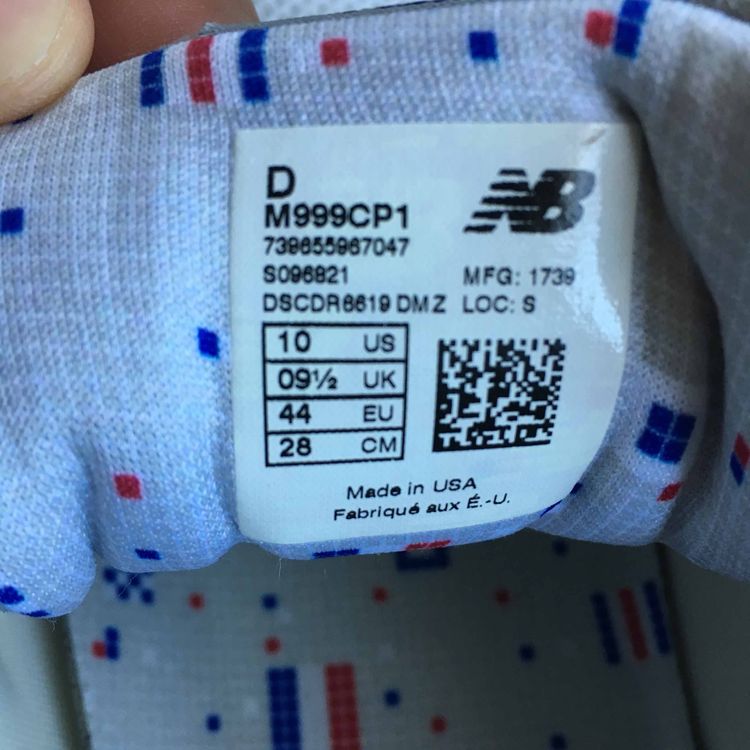 D
NB
M999CP1
739655967047
S096821 MFG: 1739
DSCDR6619 DMZ LOC: S
10 US
09½ UK
44 EU
28 CM
Made in USA
Fabriqué aux É.-U.